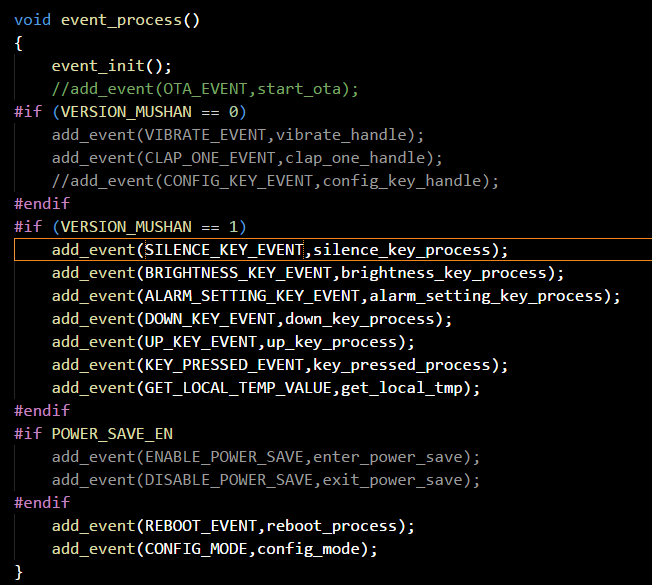 void event_process()
{
    event_init();
    //add_event(OTA_EVENT,start_ota);
#if (VERSION_MUSHAN == 0)
    add_event(VIBRATE_EVENT,vibrate_handle);
    add_event(CLAP_ONE_EVENT,clap_one_handle);
    //add_event(CONFIG_KEY_EVENT,config_key_handle);
#endif
#if (VERSION_MUSHAN == 1)
    add_event(SILENCE_KEY_EVENT,silence_key_process);
    add_event(BRIGHTNESS_KEY_EVENT,brightness_key_process);
    add_event(ALARM_SETTING_KEY_EVENT,alarm_setting_key_process);
    add_event(DOWN_KEY_EVENT,down_key_process);
    add_event(UP_KEY_EVENT,up_key_process);
    add_event(KEY_PRESSED_EVENT,key_pressed_process);
    add_event(GET_LOCAL_TEMP_VALUE,get_local_tmp);
#endif
#if POWER_SAVE_EN
    add_event(ENABLE_POWER_SAVE,enter_power_save);
    add_event(DISABLE_POWER_SAVE,exit_power_save);
#endif
    add_event(REBOOT_EVENT,reboot_process);
    add_event(CONFIG_MODE,config_mode);
}